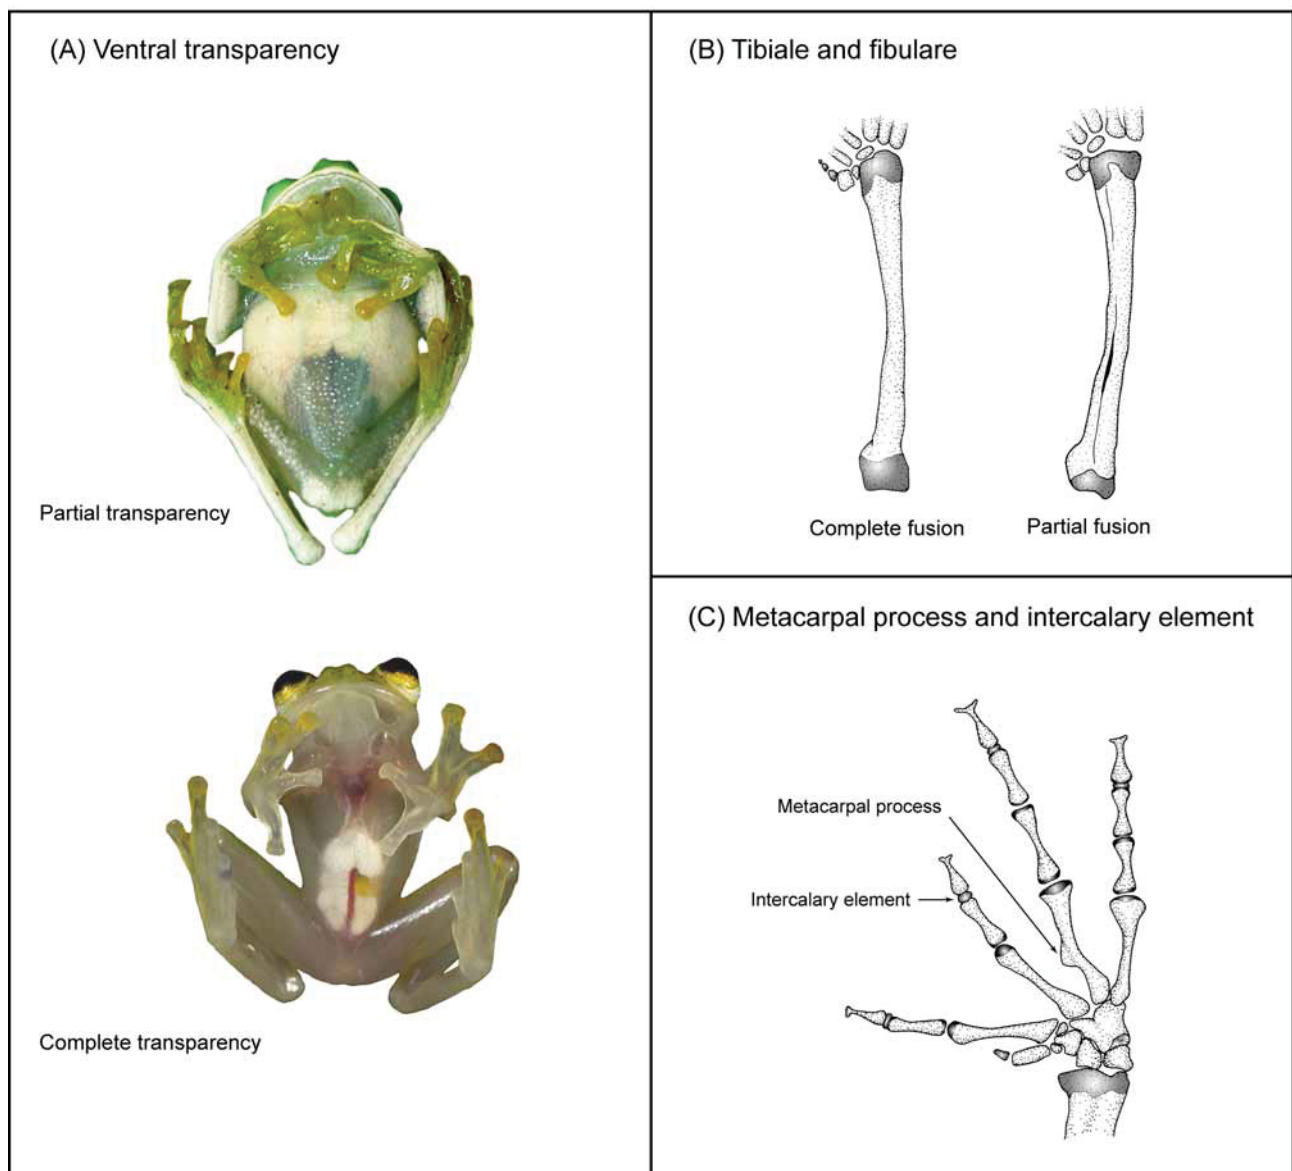 (A) Ventral transparency
Partial transparency
Complete transparency
(B) Tibiale and fibulare
Complete fusion
Partial fusion
(C) Metacarpal process and intercalary element
Metacarpal process
Intercalary element